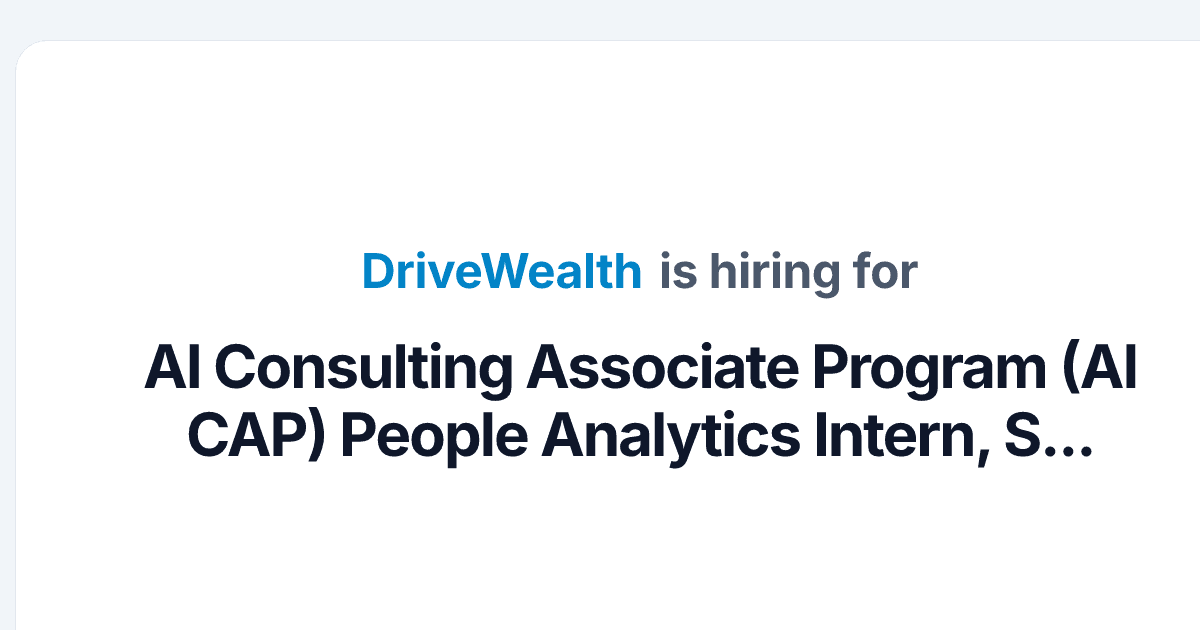 DriveWealth is hiring for
AI Consulting Associate Program (AI
CAP) People Analytics Intern, S...